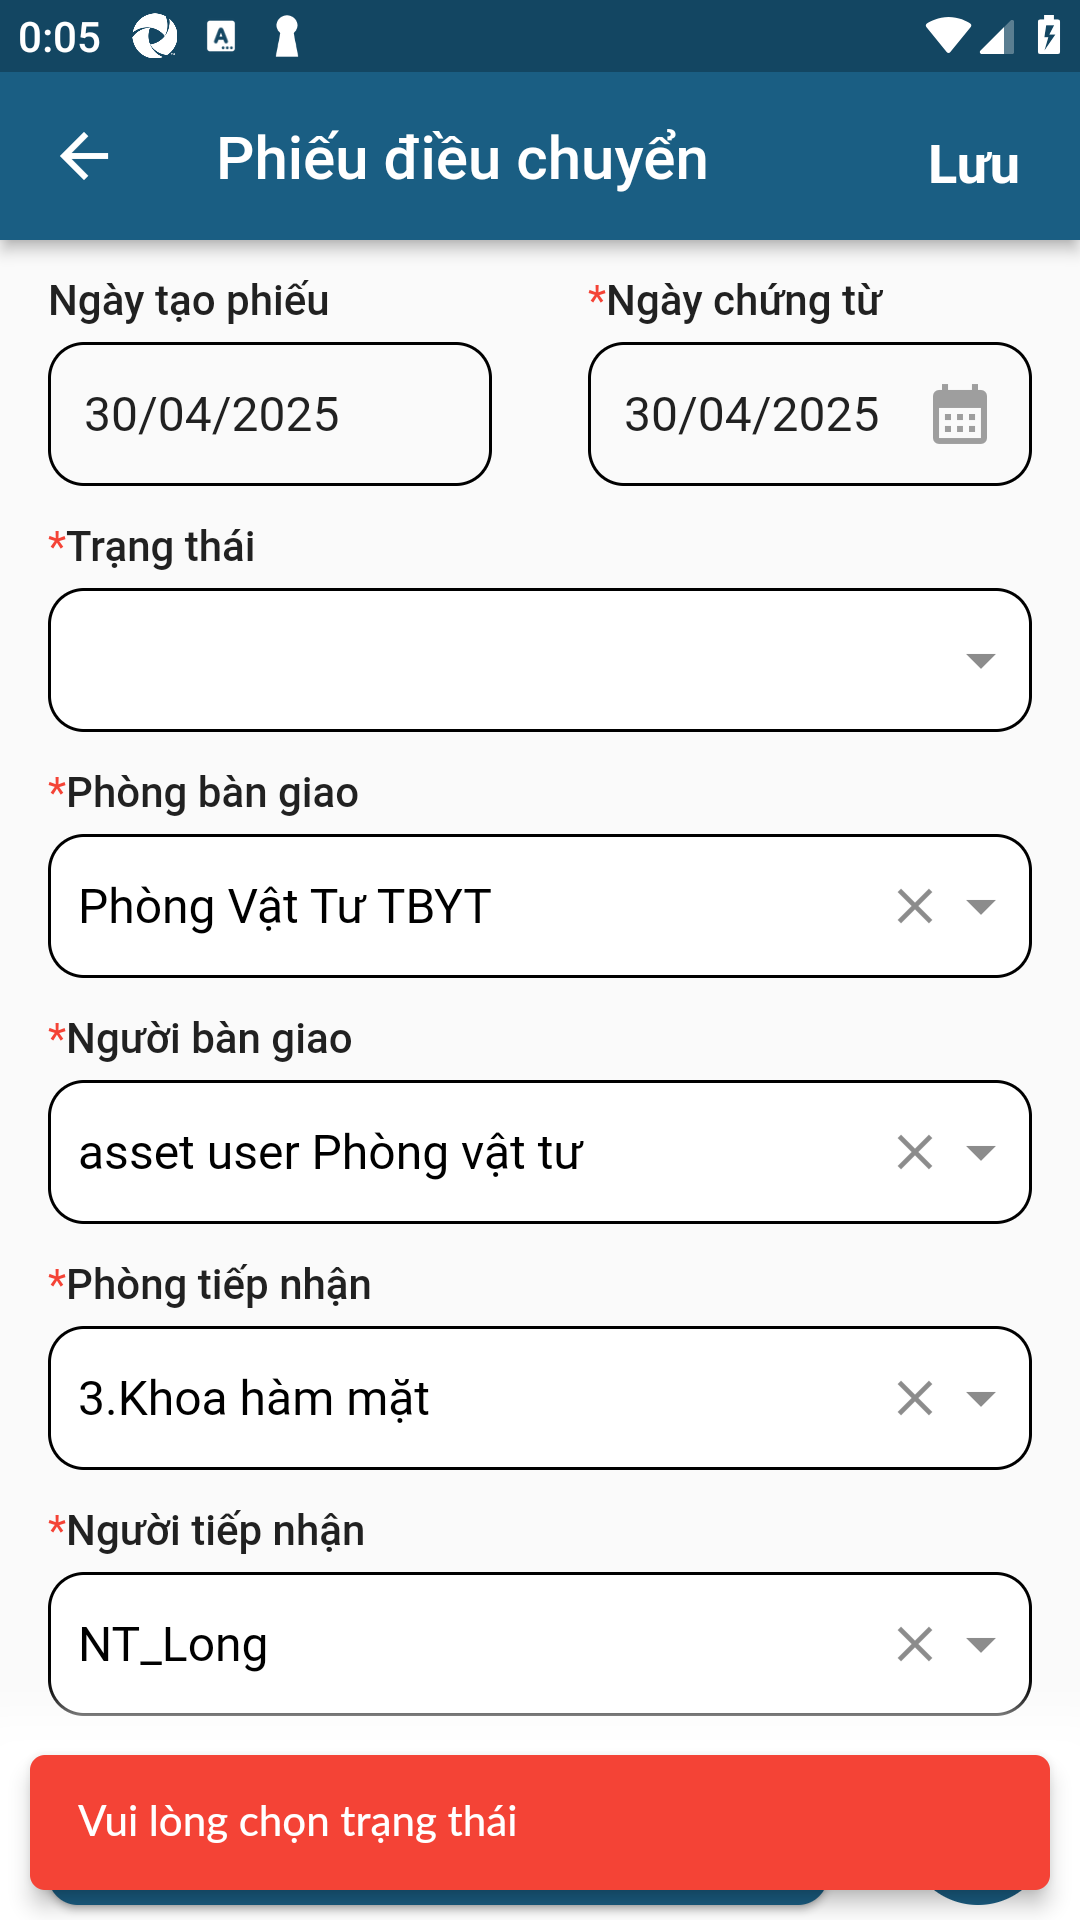 0:05
Phiếu điều chuyển
Lưu
Ngày tạo phiếu
*Ngày chứng từ
30/04/2025
30/04/2025
*Trạng thái
*Phòng bàn giao
Phòng Vật Tư TBYT
*Người bàn giao
asset user Phòng vật tư
*Phòng tiếp nhận
3.Khoa hàm mặt
*Người tiếp nhận
NT_Long
Vui lòng chọn trạng thái